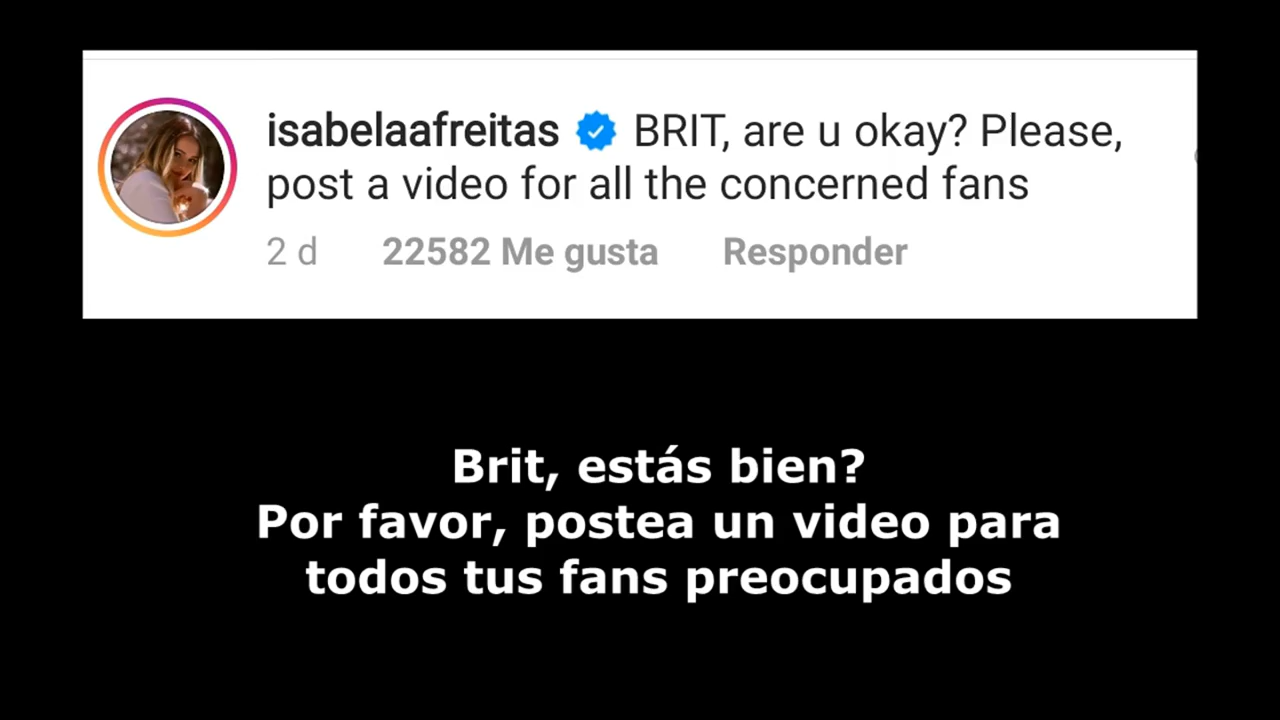 isabelaafreitas BRIT, are u okay? Please,
post a video for all the concerned fans
2 d 22582 Me gusta Responder
Brit, estás bien?
Por favor, postea un video para
todos tus fans preocupados